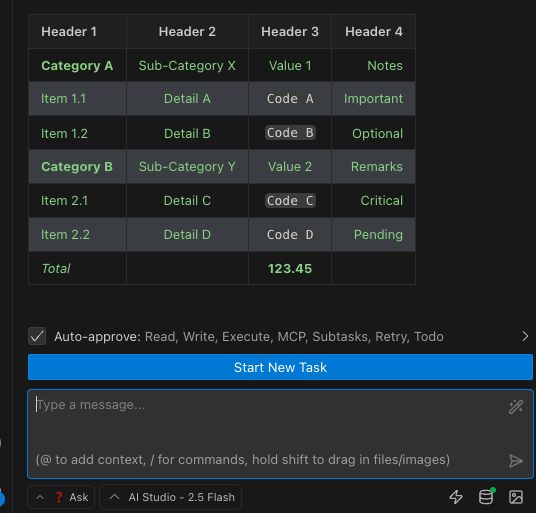 Header 1 Header 2 Header 3 Header 4
Category A Sub-Category X Value 1 Notes
Item 1.1 Detail A Code A Important
Item 1.2 Detail B Code B Optional
Category B Sub-Category Y Value 2 Remarks
Item 2.1 Detail C Code C Critical
Item 2.2 Detail D Code D Pending
Total 123.45
Auto-approve: Read, Write, Execute, MCP, Subtasks, Retry, Todo
Start New Task
Type a message...
(@ to add context, / for commands, hold shift to drag in files/images)
❓ Ask AI Studio - 2.5 Flash